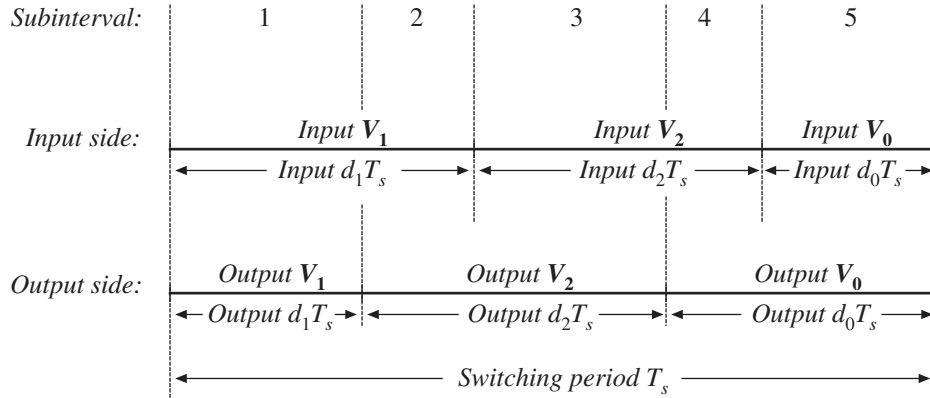 Subinterval: 1 2 3 4 5
Input side: Input V₁ Input V₂ Input V₀
Input d₁Tₛ Input d₂Tₛ Input d₀Tₛ
Output side: Output V₁ Output V₂ Output V₀
Output d₁Tₛ Output d₂Tₛ Output d₀Tₛ
Switching period Tₛ